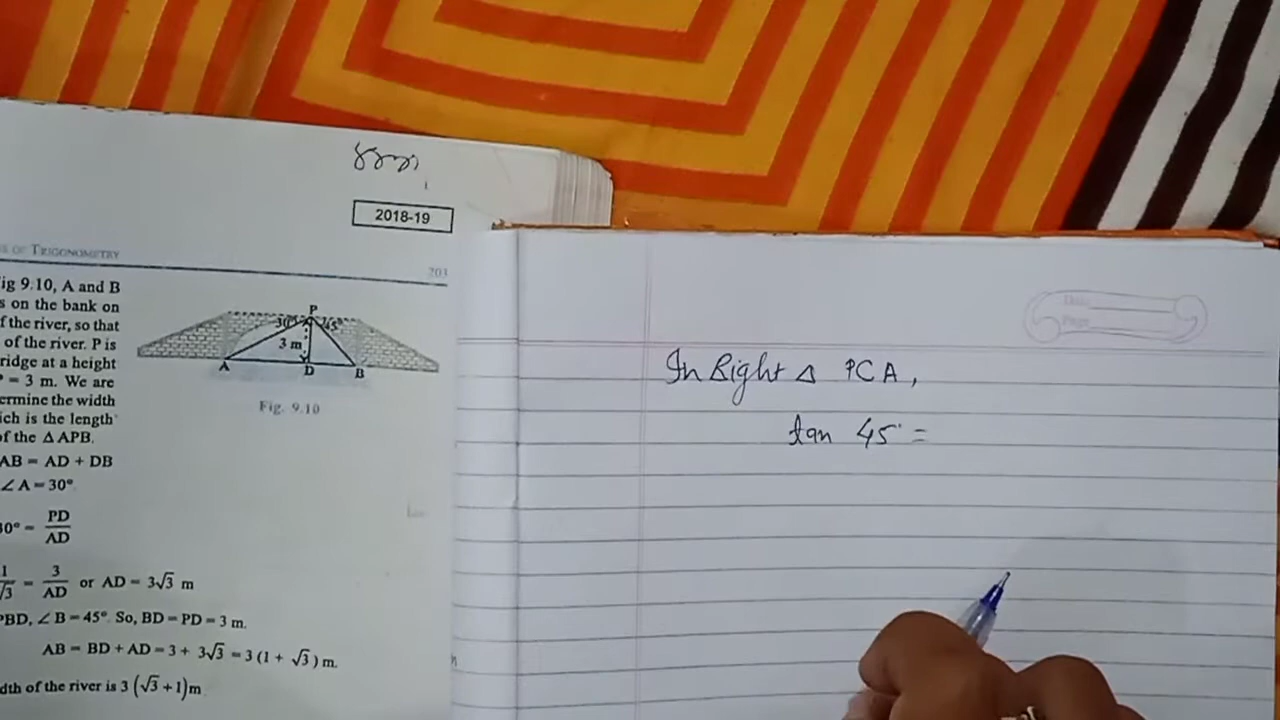 2018-19
OF TRIGONOMETRY
203
ig 9.10, A and B
s on the bank on
f the river, so that
of the river. P is
ridge at a height
= 3 m. We are
ermine the width
ich is the length
of the Δ APB.
AB = AD + DB
∠ A = 30°.
30° = PD/AD
1/√3 = 3/AD or AD = 3√3 m
PBD, ∠ B = 45°. So, BD = PD = 3 m.
AB = BD + AD = 3 + 3√3 = 3 (1 + √3) m.
dth of the river is 3 (√3 + 1) m
P
30° 45°
3 m
A D B
Fig. 9.10
In Right Δ PCA,
tan 45° =